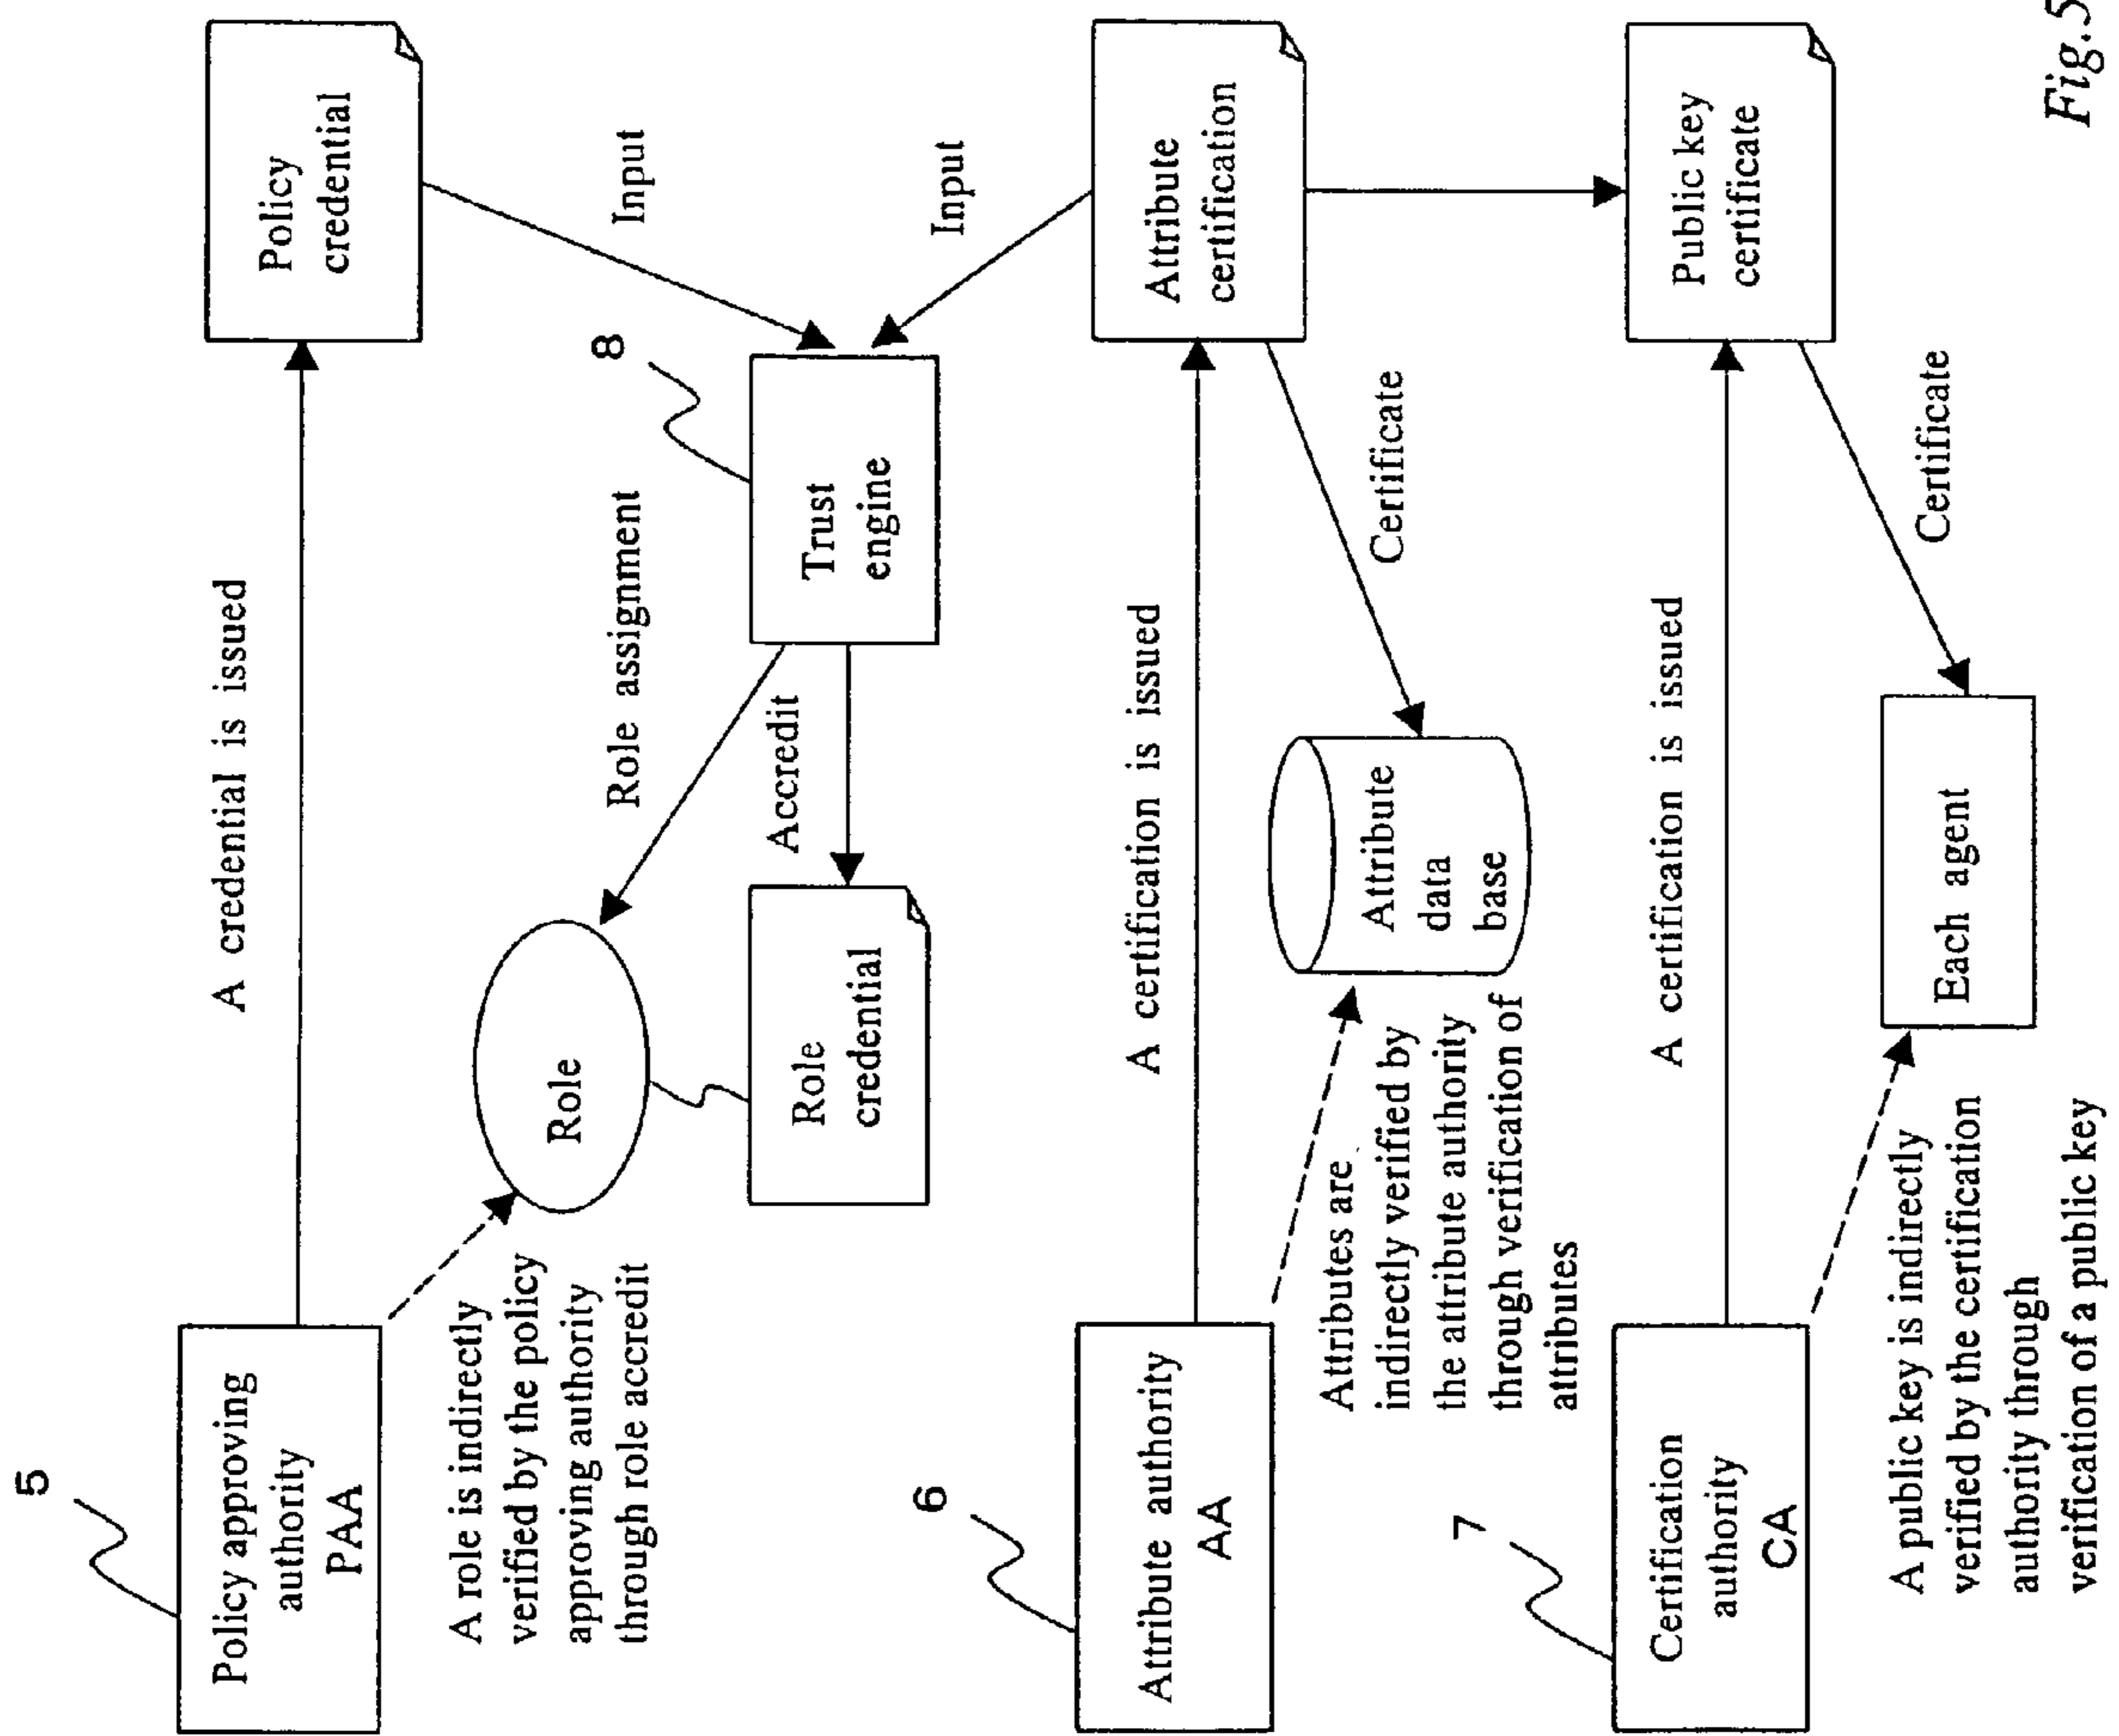 5
Policy approving
authority
PAA
A credential is issued
Policy
credential
A role is indirectly
verified by the policy
approving authority
through role accredit
Role
Role assignment
8
Input
Role
credential
Accredit
Trust
engine
Input
6
Attribute authority
AA
A certification is issued
Attribute
certification
Attributes are
indirectly verified by
the attribute authority
through verification of
attributes
Attribute
data
base
Certificate
7
Certification
authority
CA
A certification is issued
Public key
certificate
A public key is indirectly
verified by the certification
authority through
verification of a public key
Each agent
Certificate
Fig.5